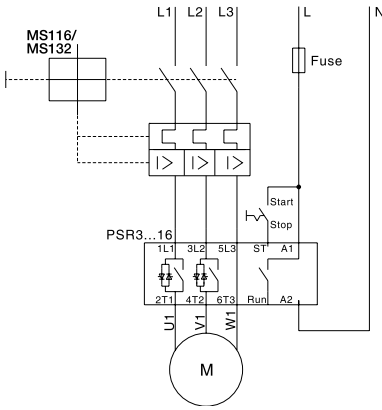 L1 L2 L3 L N
MS116/
MS132
Fuse
I> I> I>
Start
Stop
PSR3...16
1L1 3L2 5L3 ST A1
2T1 4T2 6T3 Run A2
U1 V1 W1
M